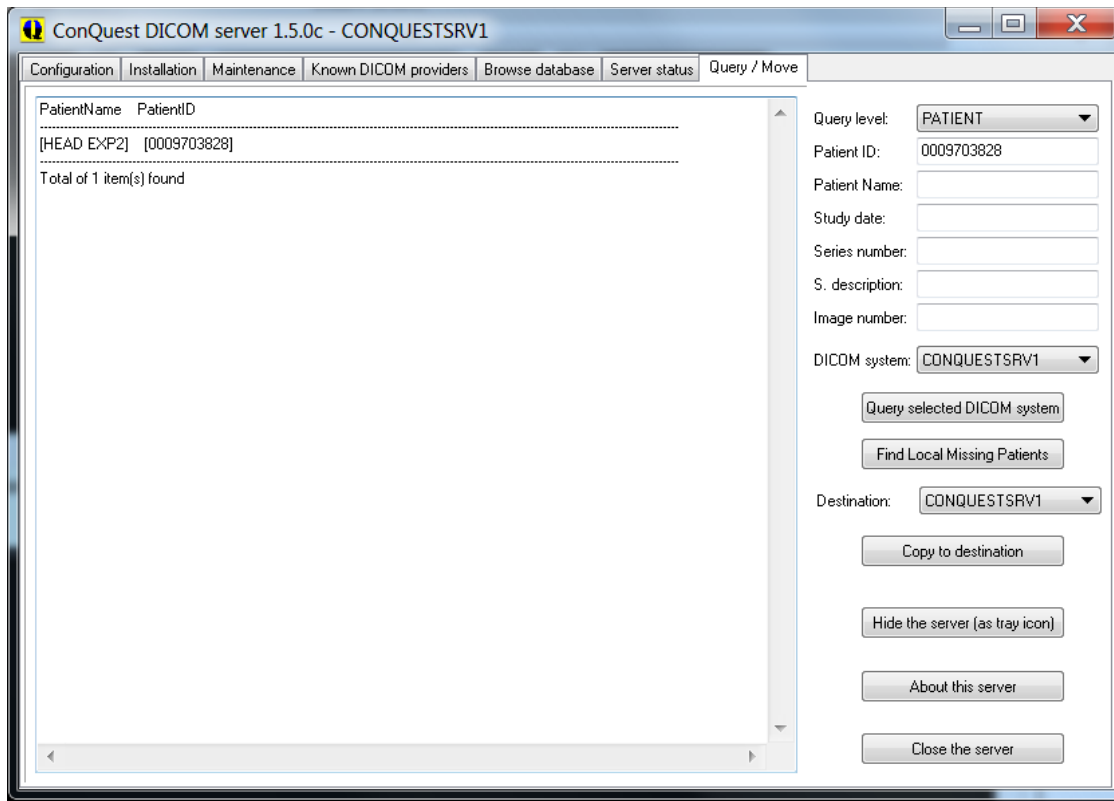 ConQuest DICOM server 1.5.0c - CONQUESTSRV1
Configuration Installation Maintenance Known DICOM providers Browse database Server status Query / Move
PatientName PatientID
[HEAD EXP2] [0009703828]
Total of 1 item(s) found
Query level: PATIENT
Patient ID: 0009703828
Patient Name:
Study date:
Series number:
S. description:
Image number:
DICOM system: CONQUESTSRV1
Query selected DICOM system
Find Local Missing Patients
Destination: CONQUESTSRV1
Copy to destination
Hide the server (as tray icon)
About this server
Close the server